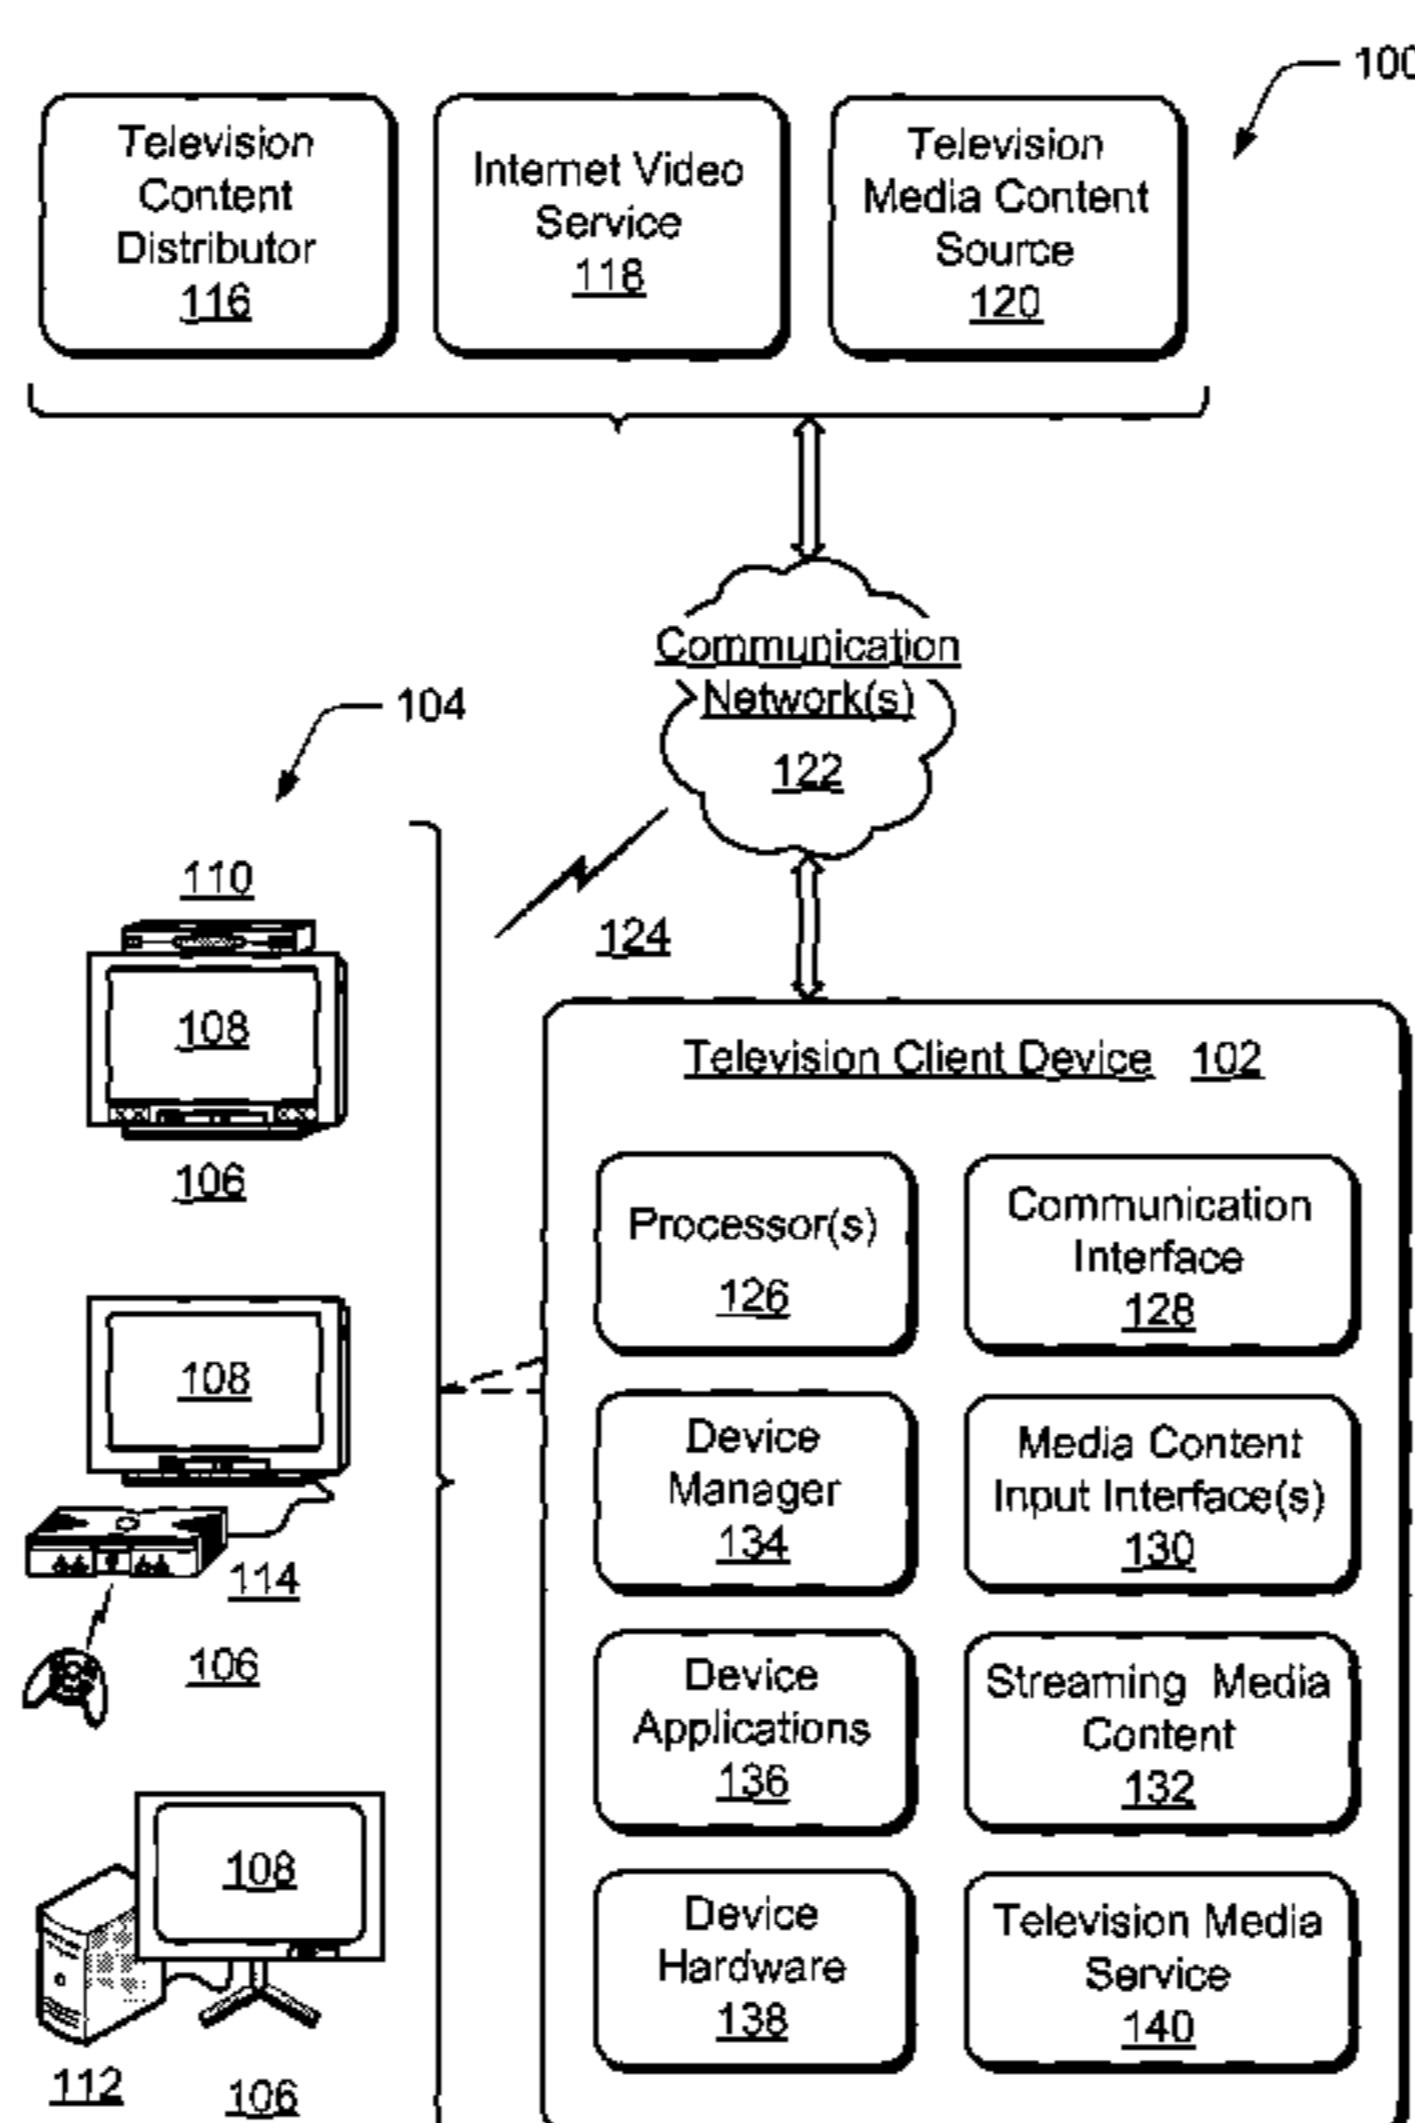 100
Television
Content
Distributor
116
Internet Video
Service
118
Television
Media Content
Source
120
Communication
Network(s)
122
104
110
108
106
124
108
114
106
108
112
106
Television Client Device 102
Processor(s)
126
Communication
Interface
128
Device
Manager
134
Media Content
Input Interface(s)
130
Device
Applications
136
Streaming Media
Content
132
Device
Hardware
138
Television Media
Service
140